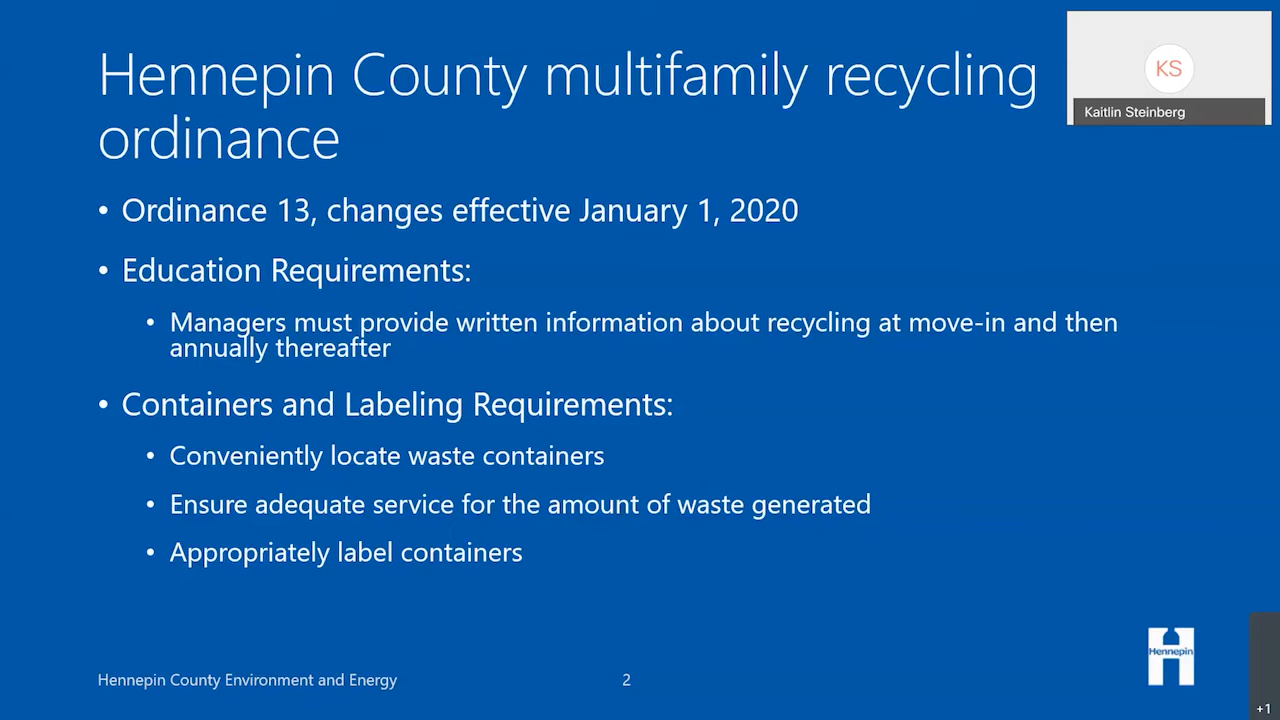 Hennepin County multifamily recycling
ordinance
• Ordinance 13, changes effective January 1, 2020
• Education Requirements:
• Managers must provide written information about recycling at move-in and then
annually thereafter
• Containers and Labeling Requirements:
• Conveniently locate waste containers
• Ensure adequate service for the amount of waste generated
• Appropriately label containers
Hennepin County Environment and Energy
2
Hennepin
KS
Kaitlin Steinberg
+1